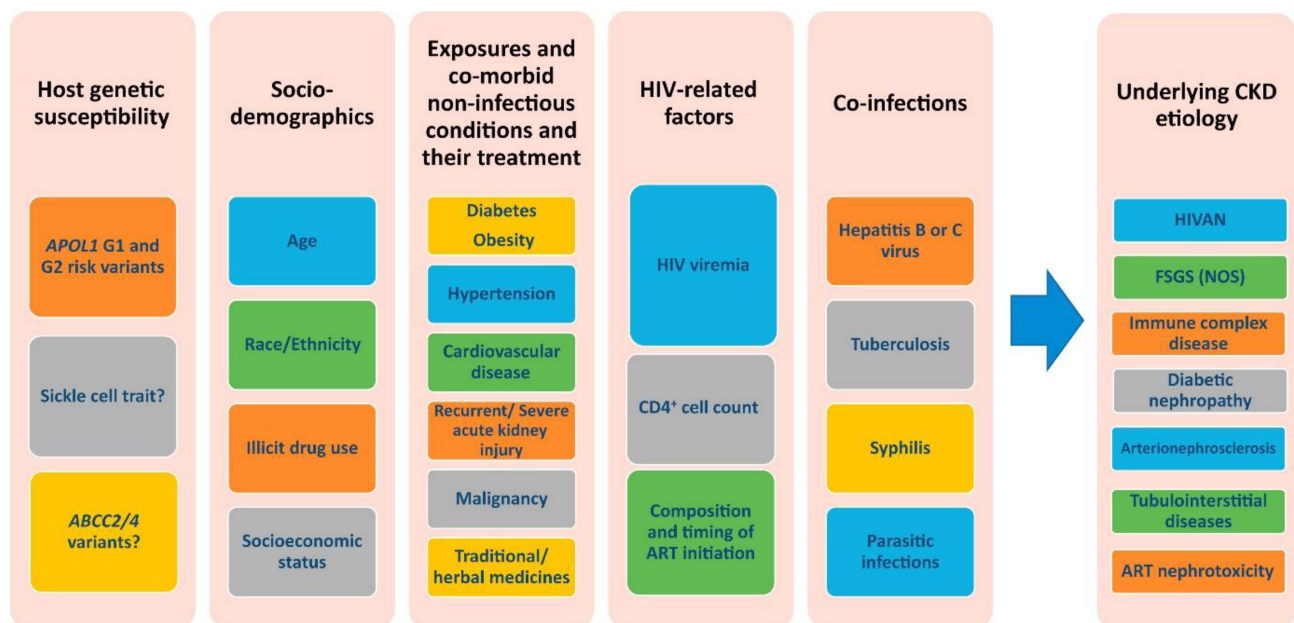 Host genetic
susceptibility
APOL1 G1 and
G2 risk variants
Sickle cell trait?
ABCC2/4
variants?
Socio-
demographics
Age
Race/Ethnicity
Illicit drug use
Socioeconomic
status
Exposures and
co-morbid
non-infectious
conditions and
their treatment
Diabetes
Obesity
Hypertension
Cardiovascular
disease
Recurrent/ Severe
acute kidney
injury
Malignancy
Traditional/
herbal medicines
HIV-related
factors
HIV viremia
CD4⁺ cell count
Composition
and timing of
ART initiation
Co-infections
Hepatitis B or C
virus
Tuberculosis
Syphilis
Parasitic
infections
Underlying CKD
etiology
HIVAN
FSGS (NOS)
Immune complex
disease
Diabetic
nephropaty
Arterionephrosclerosis
Tubulointerstitial
diseases
ART nephrotoxicity